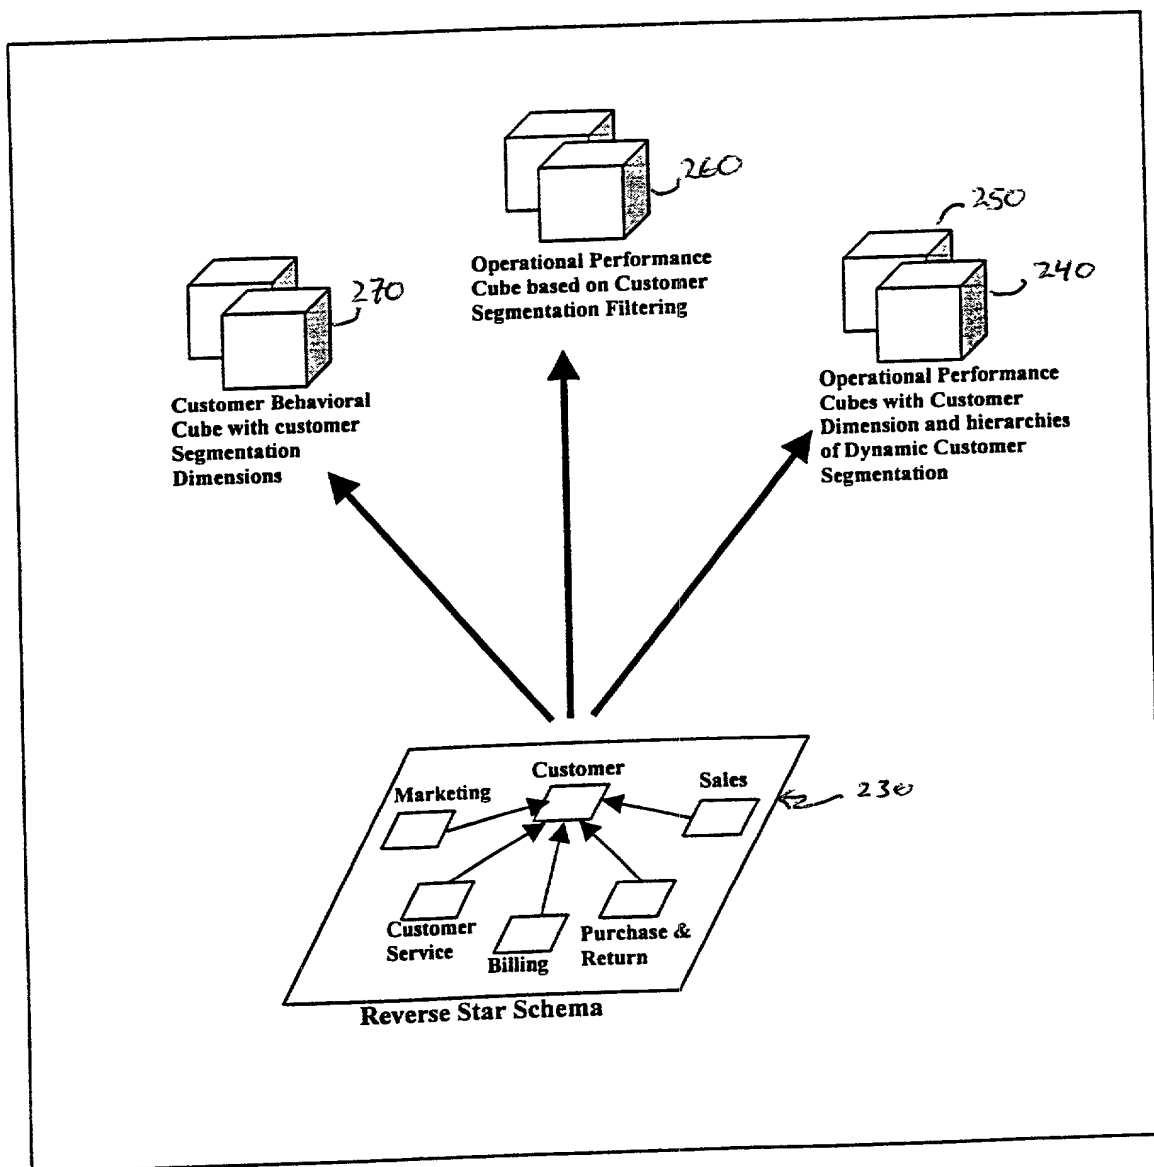 260
Operational Performance
Cube based on Customer
Segmentation Filtering
250
240
Operational Performance
Cubes with Customer
Dimension and hierarchies
of Dynamic Customer
Segmentation
270
Customer Behavioral
Cube with customer
Segmentation
Dimensions
Customer
Marketing
Sales
230
Customer
Service
Billing
Purchase &
Return
Reverse Star Schema